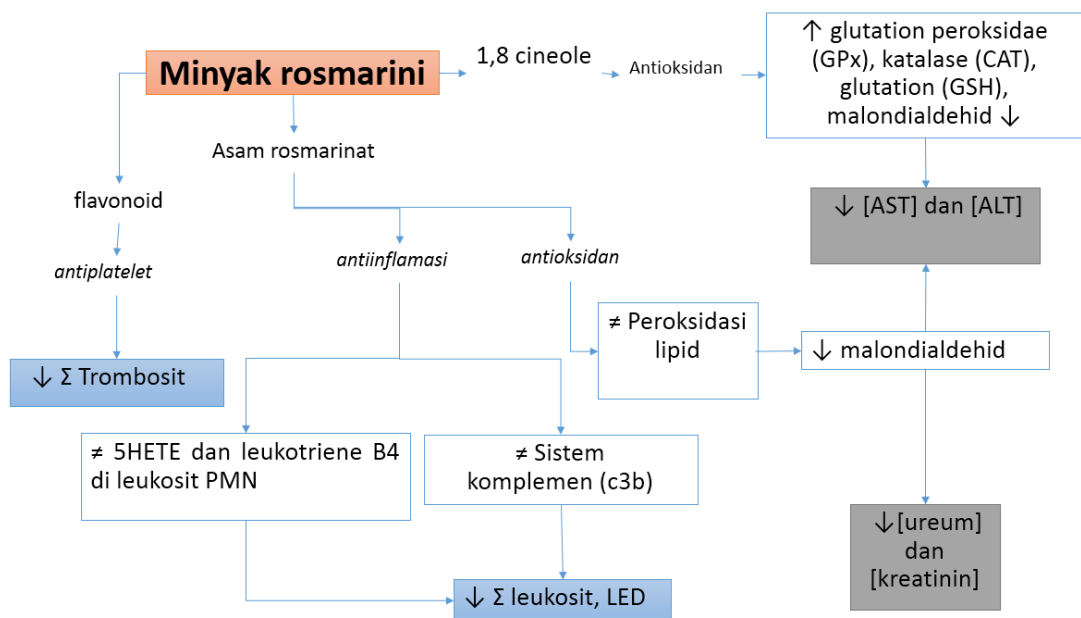 Minyak rosmarini
1,8 cineole
Antioksidan
↑ glutation peroksidae
(GPx), katalase (CAT),
glutation (GSH),
malondialdehid ↓
Asam rosmarinat
flavonoid
↓ [AST] dan [ALT]
antiplatelet
antiinflamasi
antioksidan
≠ Peroksidasi
lipid
↓ malondialdehid
↓ Σ Trombosit
≠ 5HETE dan leukotriene B4
di leukosit PMN
≠ Sistem
komplemen (c3b)
↓[ureum]
dan
[kreatinin]
↓ Σ leukosit, LED